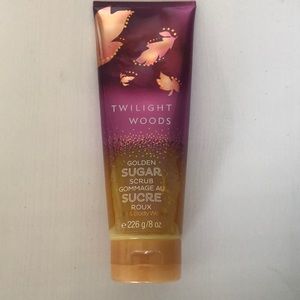 TWILIGHT
WOODS
GOLDEN
SUGAR
SCRUB
GOMMAGE AU
SUCRE
ROUX
℮ 226 g/8 oz